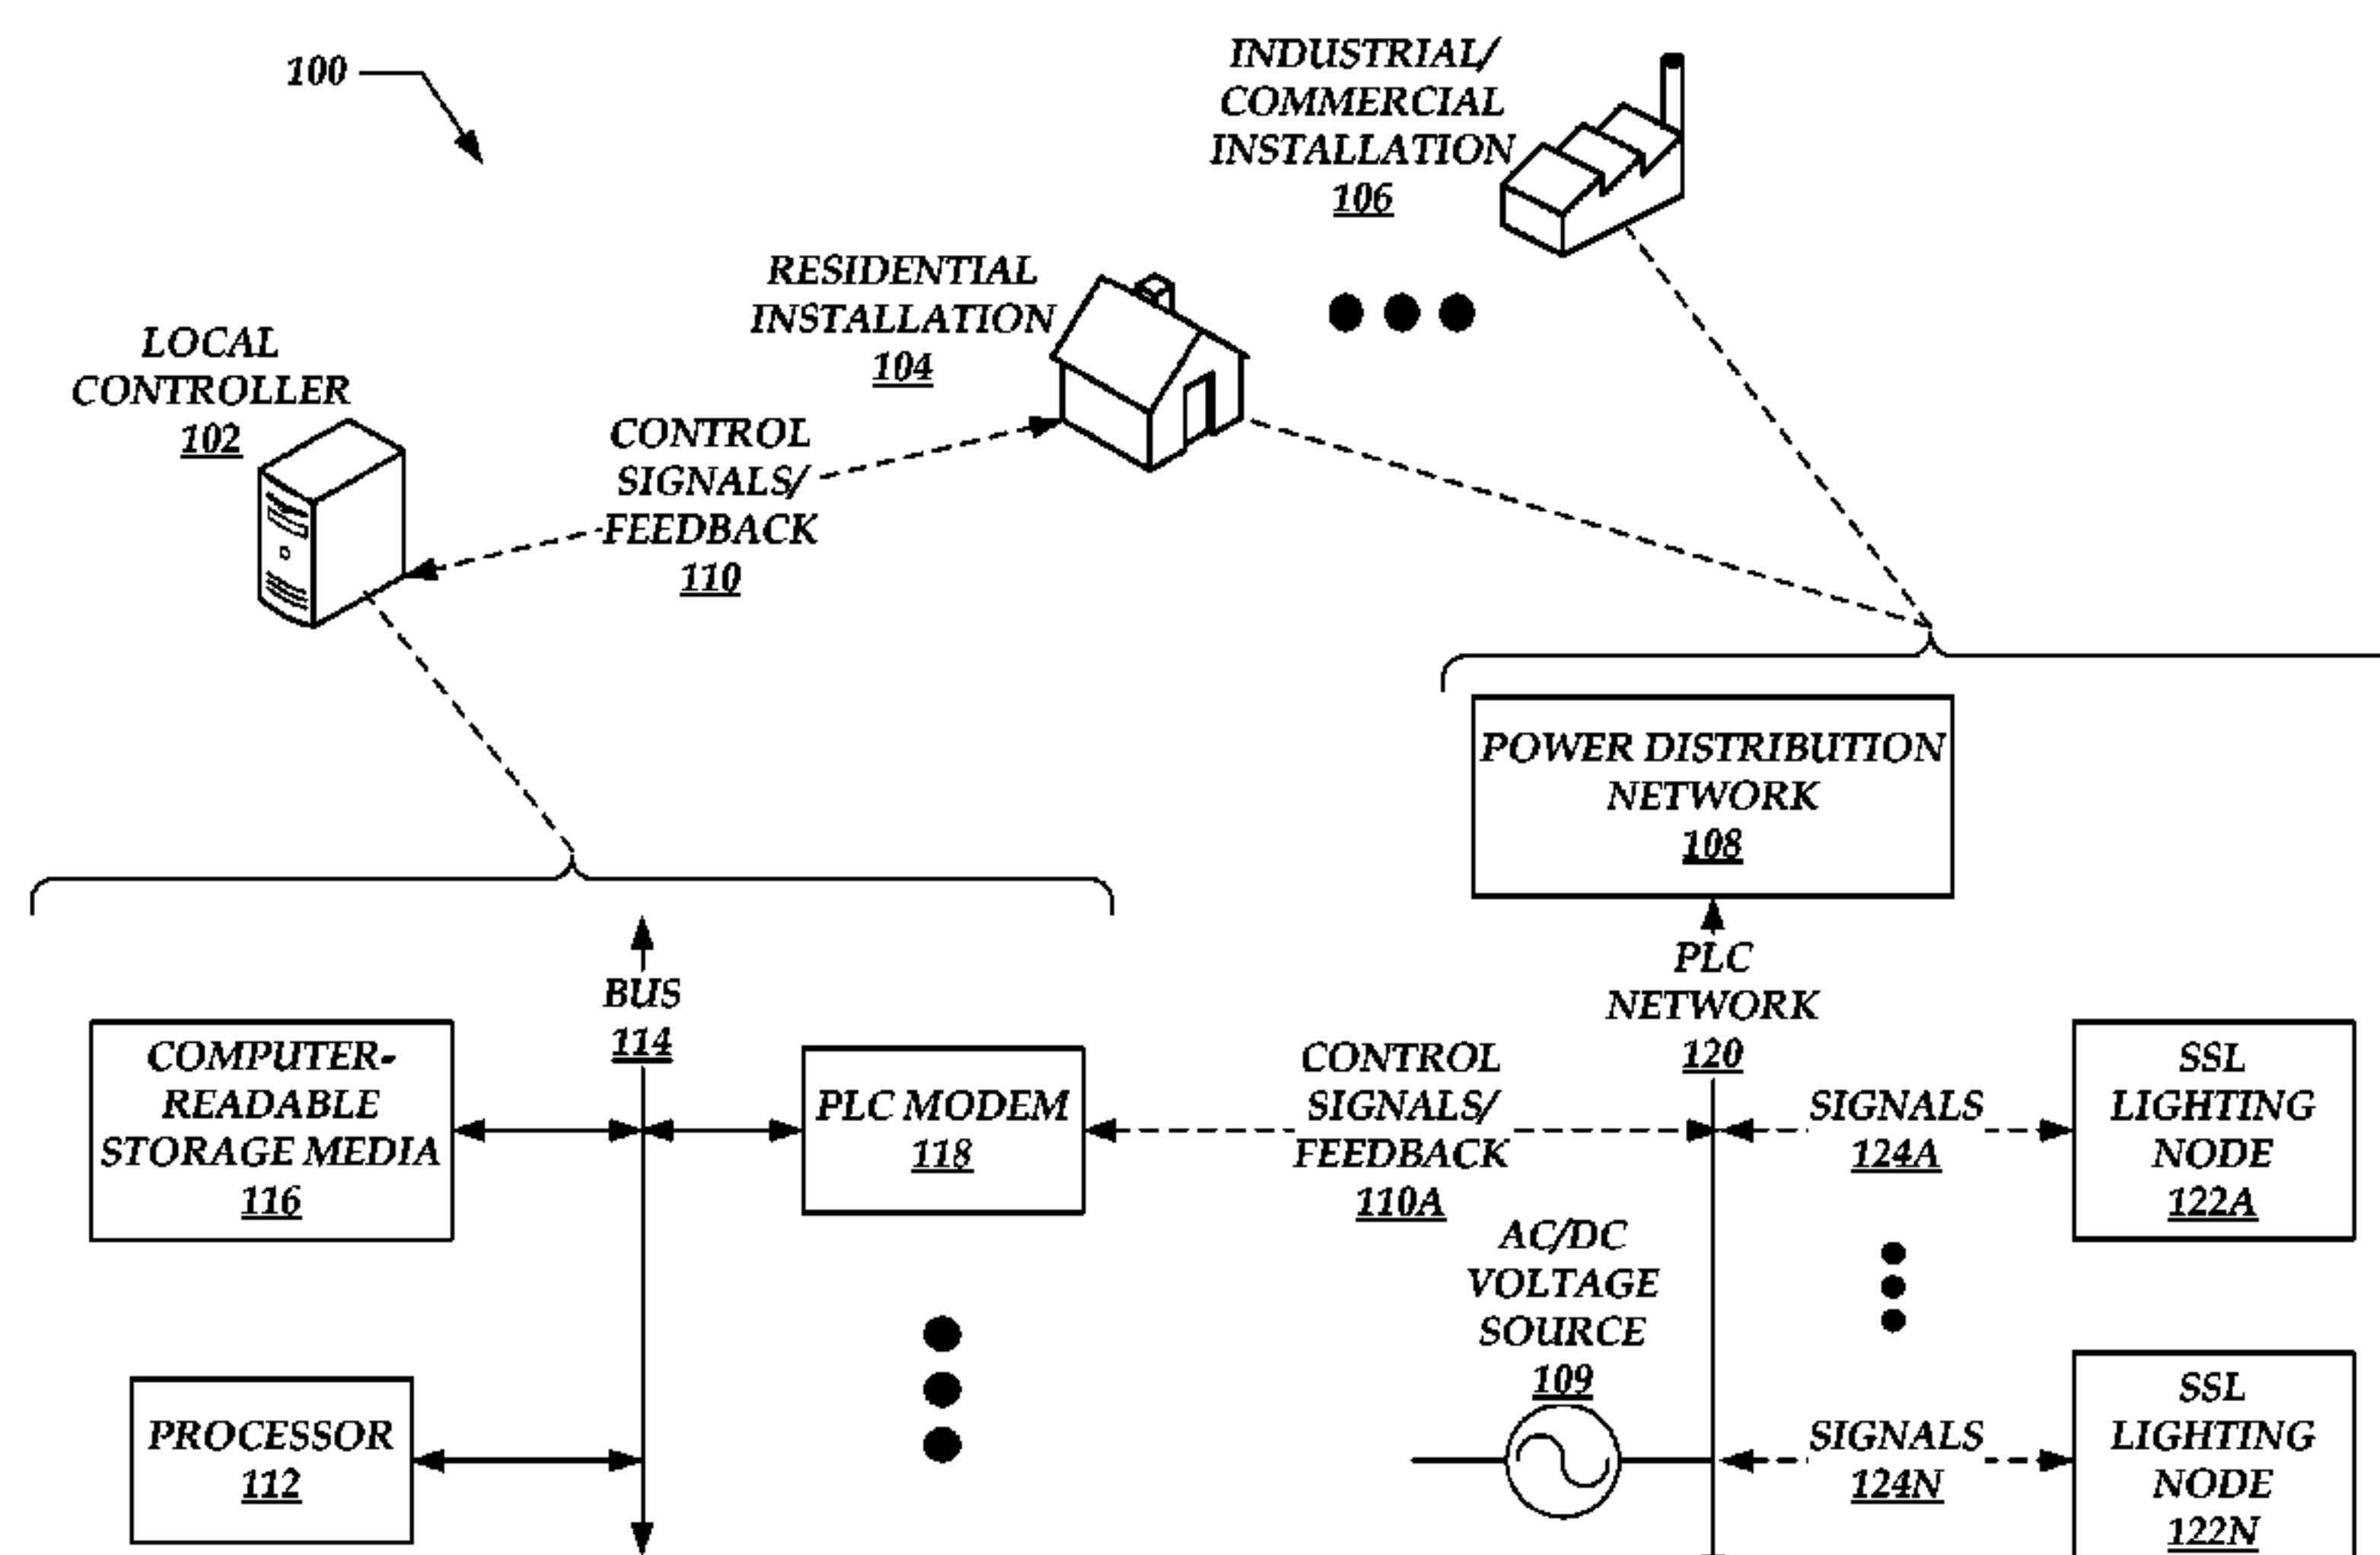 100
INDUSTRIAL/
COMMERCIAL
INSTALLATION
106
RESIDENTIAL
INSTALLATION
104
LOCAL
CONTROLLER
102
CONTROL
SIGNALS/
FEEDBACK
110
POWER DISTRIBUTION
NETWORK
108
BUS
114
PLC
NETWORK
120
COMPUTER-
READABLE
STORAGE MEDIA
116
PLC MODEM
118
CONTROL
SIGNALS/
FEEDBACK
110A
SIGNALS
124A
SSL
LIGHTING
NODE
122A
AC/DC
VOLTAGE
SOURCE
109
PROCESSOR
112
SIGNALS
124N
SSL
LIGHTING
NODE
122N